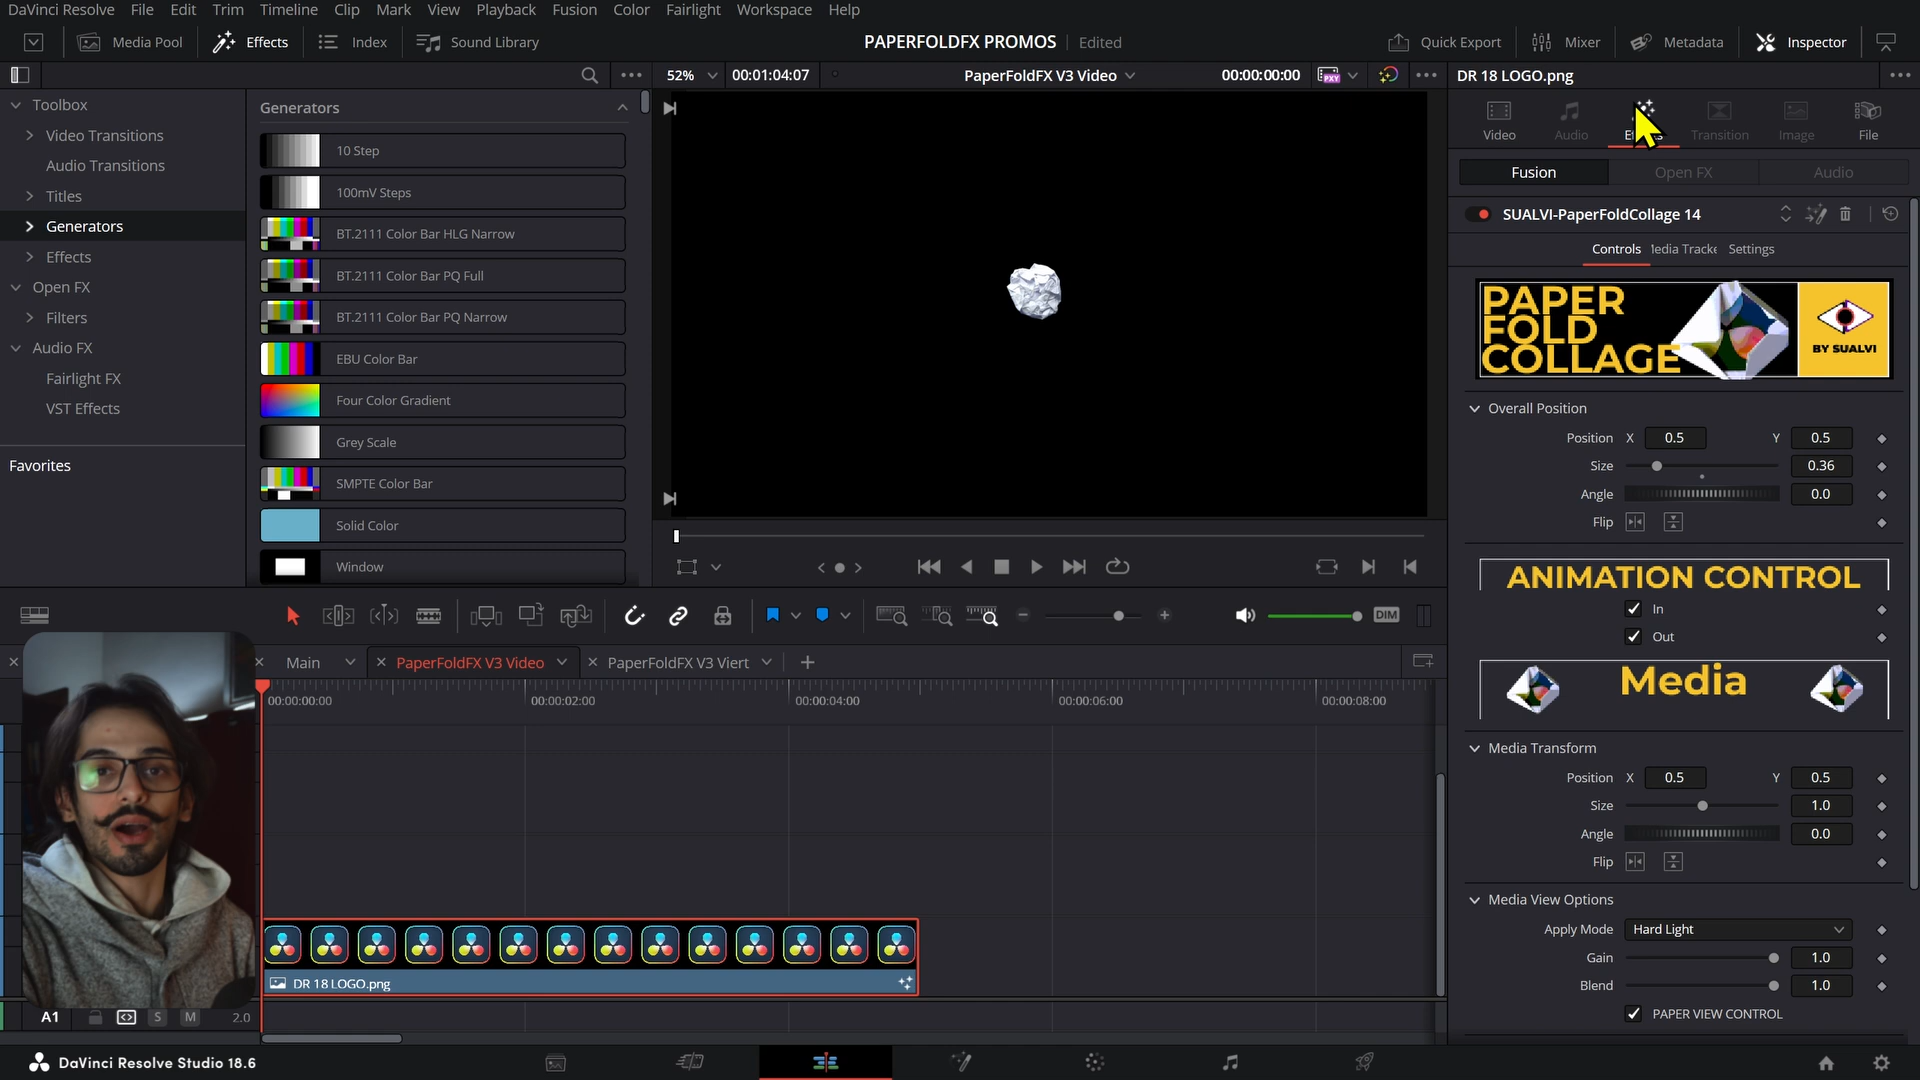 DaVinci Resolve File Edit Trim Timeline Clip Mark View Playback Fusion Color Fairlight Workspace Help
Media Pool Effects Index Sound Library PAPERFOLDFX PROMOS Edited Quick Export Mixer Metadata Inspector
52% 00:01:04:07 PaperFoldFX V3 Video 00:00:00:00 PXY DR 18 LOGO.png
Toolbox
Video Transitions
Audio Transitions
Titles
Generators
Effects
Open FX
Filters
Audio FX
Fairlight FX
VST Effects
Favorites
Generators
10 Step
100mV Steps
BT.2111 Color Bar HLG Narrow
BT.2111 Color Bar PQ Full
BT.2111 Color Bar PQ Narrow
EBU Color Bar
Four Color Gradient
Grey Scale
SMPTE Color Bar
Solid Color
Window
Video Audio Transition Image File
Fusion Open FX Audio
SUALVI-PaperFoldCollage 14
Controls Media Tracke Settings
PAPER
FOLD
COLLAGE
BY SUALVI
Overall Position
Position X 0.5 Y 0.5
Size 0.36
Angle 0.0
Flip
ANIMATION CONTROL
In
Out
Media
Media Transform
Position X 0.5 Y 0.5
Size 1.0
Angle 0.0
Flip
Media View Options
Apply Mode Hard Light
Gain 1.0
Blend 1.0
PAPER VIEW CONTROL
DIM
Main PaperFoldFX V3 Video PaperFoldFX V3 Viert
00:00:00:00 00:00:02:00 00:00:04:00 00:00:06:00 00:00:08:00
DR 18 LOGO.png
A1 S M 2.0
DaVinci Resolve Studio 18.6